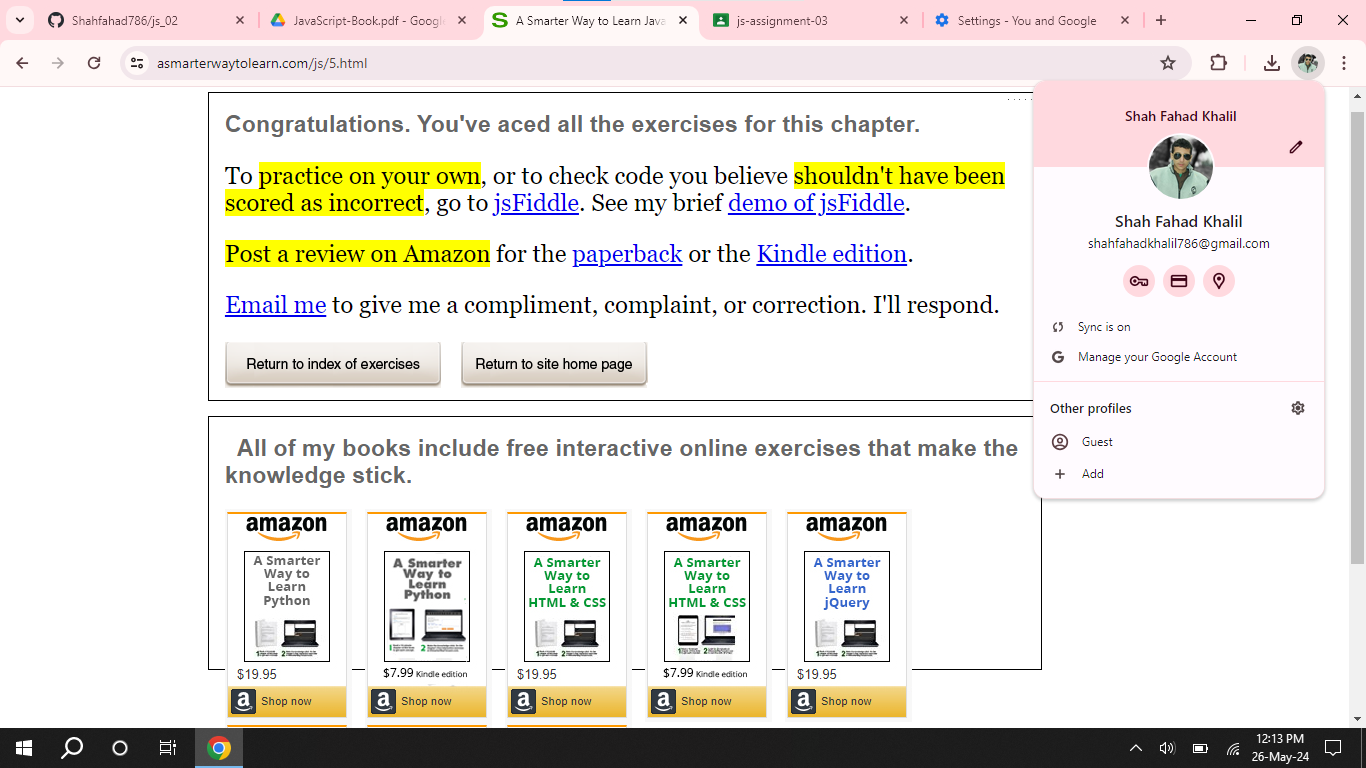 Shahfahad786/js_02
JavaScript-Book.pdf - Google
A Smarter Way to Learn Java
js-assignment-03
Settings - You and Google
asmarterwaytolearn.com/js/5.html
Congratulations. You've aced all the exercises for this chapter.
To practice on your own, or to check code you believe shouldn't have been
scored as incorrect, go to jsFiddle. See my brief demo of jsFiddle.
Post a review on Amazon for the paperback or the Kindle edition.
Email me to give me a compliment, complaint, or correction. I'll respond.
Return to index of exercises
Return to site home page
Shah Fahad Khalil
Shah Fahad Khalil
shahfahadkhalil786@gmail.com
Sync is on
Manage your Google Account
Other profiles
Guest
Add
All of my books include free interactive online exercises that make the
knowledge stick.
amazon
A Smarter
Way to
Learn
Python
$19.95
Shop now
amazon
A Smarter
Way to
Learn
Python
$7.99 Kindle edition
Shop now
amazon
A Smarter
Way to
Learn
HTML & CSS
$19.95
Shop now
amazon
A Smarter
Way to
Learn
HTML & CSS
$7.99 Kindle edition
Shop now
amazon
A Smarter
Way to
Learn
jQuery
$19.95
Shop now
12:13 PM
26-May-24